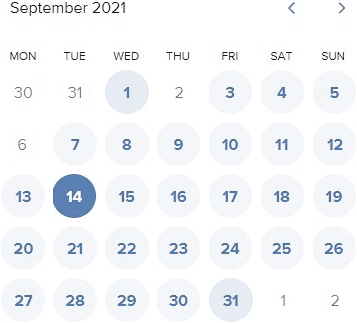 September 2021
MON TUE WED THU FRI SAT SUN
30 31 1 2 3 4 5
6 7 8 9 10 11 12
13 14 15 16 17 18 19
20 21 22 23 24 25 26
27 28 29 30 31 1 2